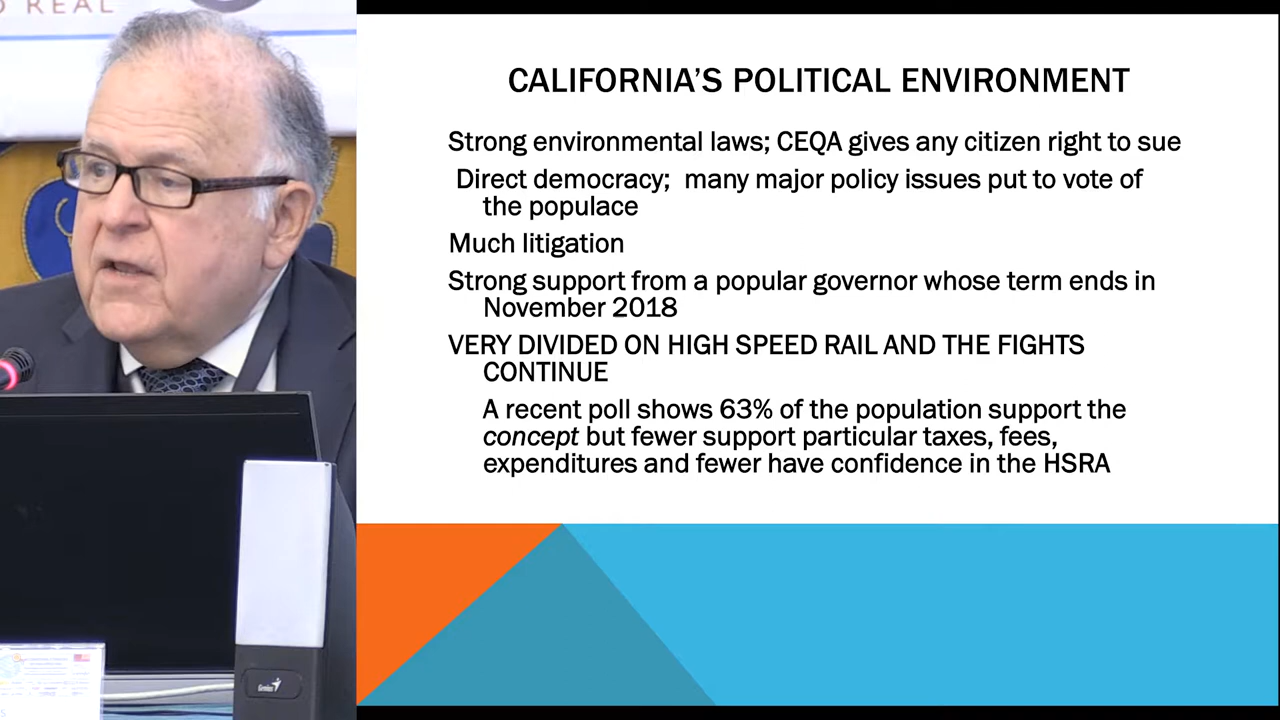 D REAL
CALIFORNIA'S POLITICAL ENVIRONMENT
Strong environmental laws; CEQA gives any citizen right to sue
Direct democracy; many major policy issues put to vote of
the populace
Much litigation
Strong support from a popular governor whose term ends in
November 2018
VERY DIVIDED ON HIGH SPEED RAIL AND THE FIGHTS
CONTINUE
A recent poll shows 63% of the population support the
concept but fewer support particular taxes, fees,
expenditures and fewer have confidence in the HSRA
Genius